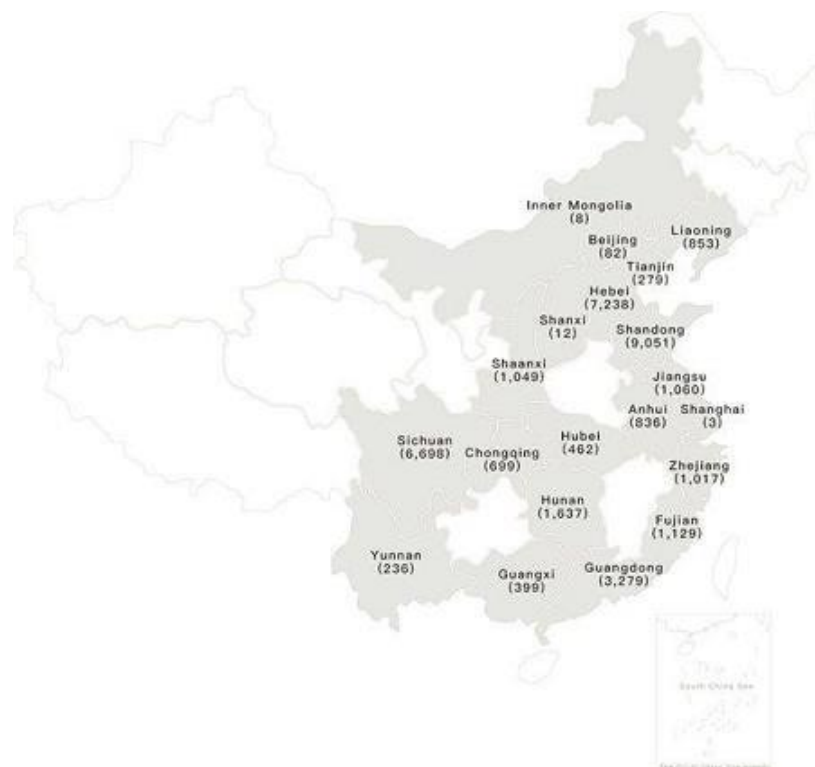 Inner Mongolia
(8)
Beijing
(82)
Liaoning
(853)
Tianjin
(279)
Hebei
(7,238)
Shanxi
(12)
Shandong
(9,051)
Shaanxi
(1,049)
Jiangsu
(1,060)
Anhui
(836)
Shanghai
(3)
Sichuan
(6,698)
Chongqing
(699)
Hubei
(462)
Zhejiang
(1,017)
Hunan
(1,637)
Fujian
(1,129)
Yunnan
(236)
Guangxi
(399)
Guangdong
(3,279)
South China Sea